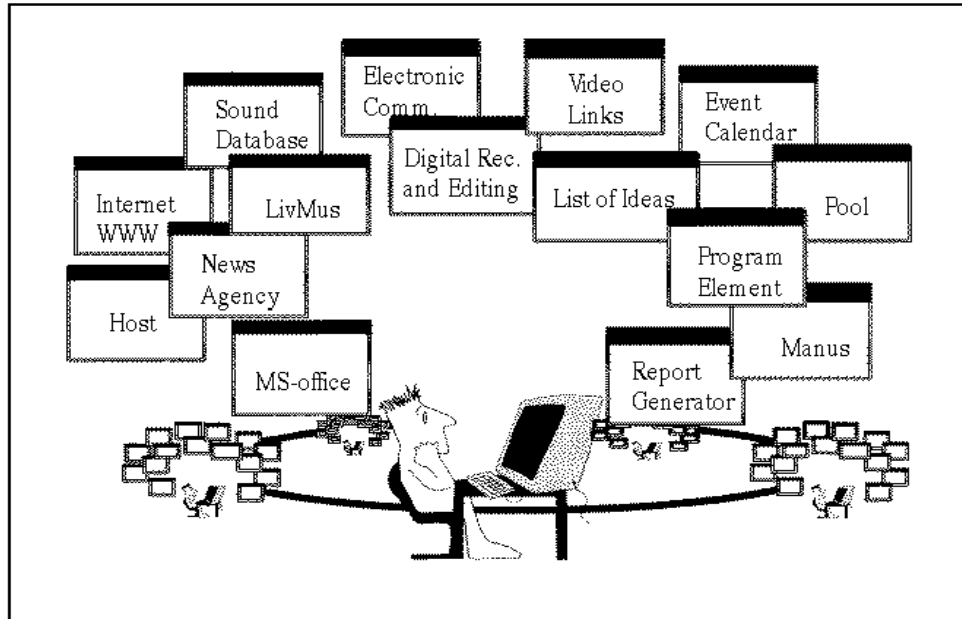 Electronic
Comm.
Video
Links
Sound
Database
Event
Calendar
Digital Rec.
and Editing
List of Ideas
Internet
WWW
LivMus
Pool
News
Agency
Program
Element
Host
Manus
MS-office
Report
Generator